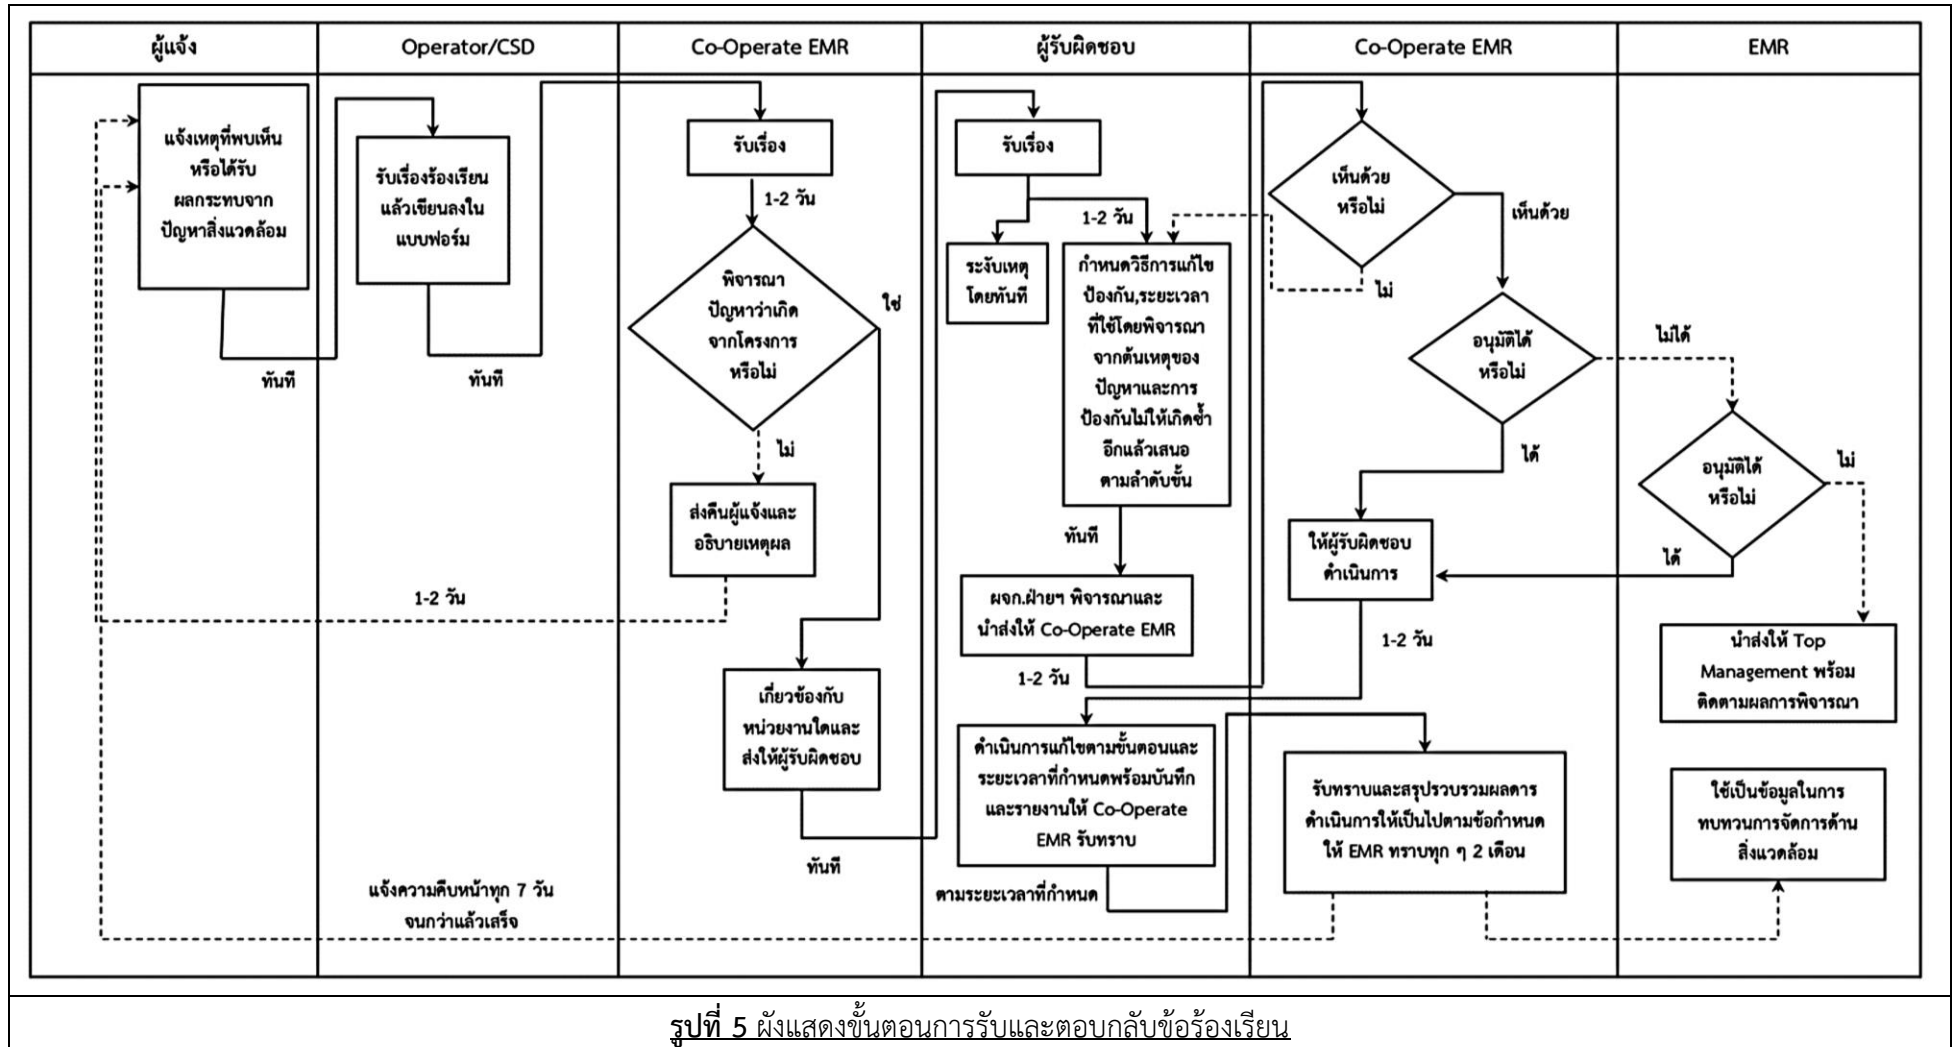 ผู้แจ้ง
Operator/CSD
Co-Operate EMR
ผู้รับผิดชอบ
Co-Operate EMR
EMR
แจ้งเหตุที่พบเห็น
หรือได้รับ
ผลกระทบจาก
ปัญหาสิ่งแวดล้อม
ทันที
รับเรื่องร้องเรียน
แล้วเขียนลงใน
แบบฟอร์ม
ทันที
รับเรื่อง
1-2 วัน
พิจารณา
ปัญหาว่าเกิด
จากโครงการ
หรือไม่
ใช่
ไม่
ส่งคืนผู้แจ้งและ
อธิบายเหตุผล
1-2 วัน
เกี่ยวข้องกับ
หน่วยงานใดและ
ส่งให้ผู้รับผิดชอบ
ทันที
รับเรื่อง
1-2 วัน
ระงับเหตุ
โดยทันที
กำหนดวิธีการแก้ไข
ป้องกัน,ระยะเวลา
ที่ใช้โดยพิจารณา
จากต้นเหตุของ
ปัญหาและการ
ป้องกันไม่ให้เกิดซ้ำ
อีกแล้วเสนอ
ตามลำดับขั้น
ทันที
ผจก.ฝ่ายฯ พิจารณาและ
นำส่งให้ Co-Operate EMR
1-2 วัน
เห็นด้วย
หรือไม่
เห็นด้วย
ไม่
อนุมัติได้
หรือไม่
ไม่ได้
ได้
อนุมัติได้
หรือไม่
ไม่
ได้
ให้ผู้รับผิดชอบ
ดำเนินการ
1-2 วัน
นำส่งให้ Top
Management พร้อม
ติดตามผลการพิจารณา
ดำเนินการแก้ไขตามขั้นตอนและ
ระยะเวลาที่กำหนดพร้อมบันทึก
และรายงานให้ Co-Operate
EMR รับทราบ
ตามระยะเวลาที่กำหนด
รับทราบและสรุปรวบรวมผลดาร
ดำเนินการให้เป็นไปตามข้อกำหนด
ให้ EMR ทราบทุก ๆ 2 เดือน
ใช้เป็นข้อมูลในการ
ทบทวนการจัดการด้าน
สิ่งแวดล้อม
แจ้งความคืบหน้าทุก 7 วัน
จนกว่าแล้วเสร็จ
รูปที่ 5 ผังแสดงขั้นตอนการรับและตอบกลับข้อร้องเรียน